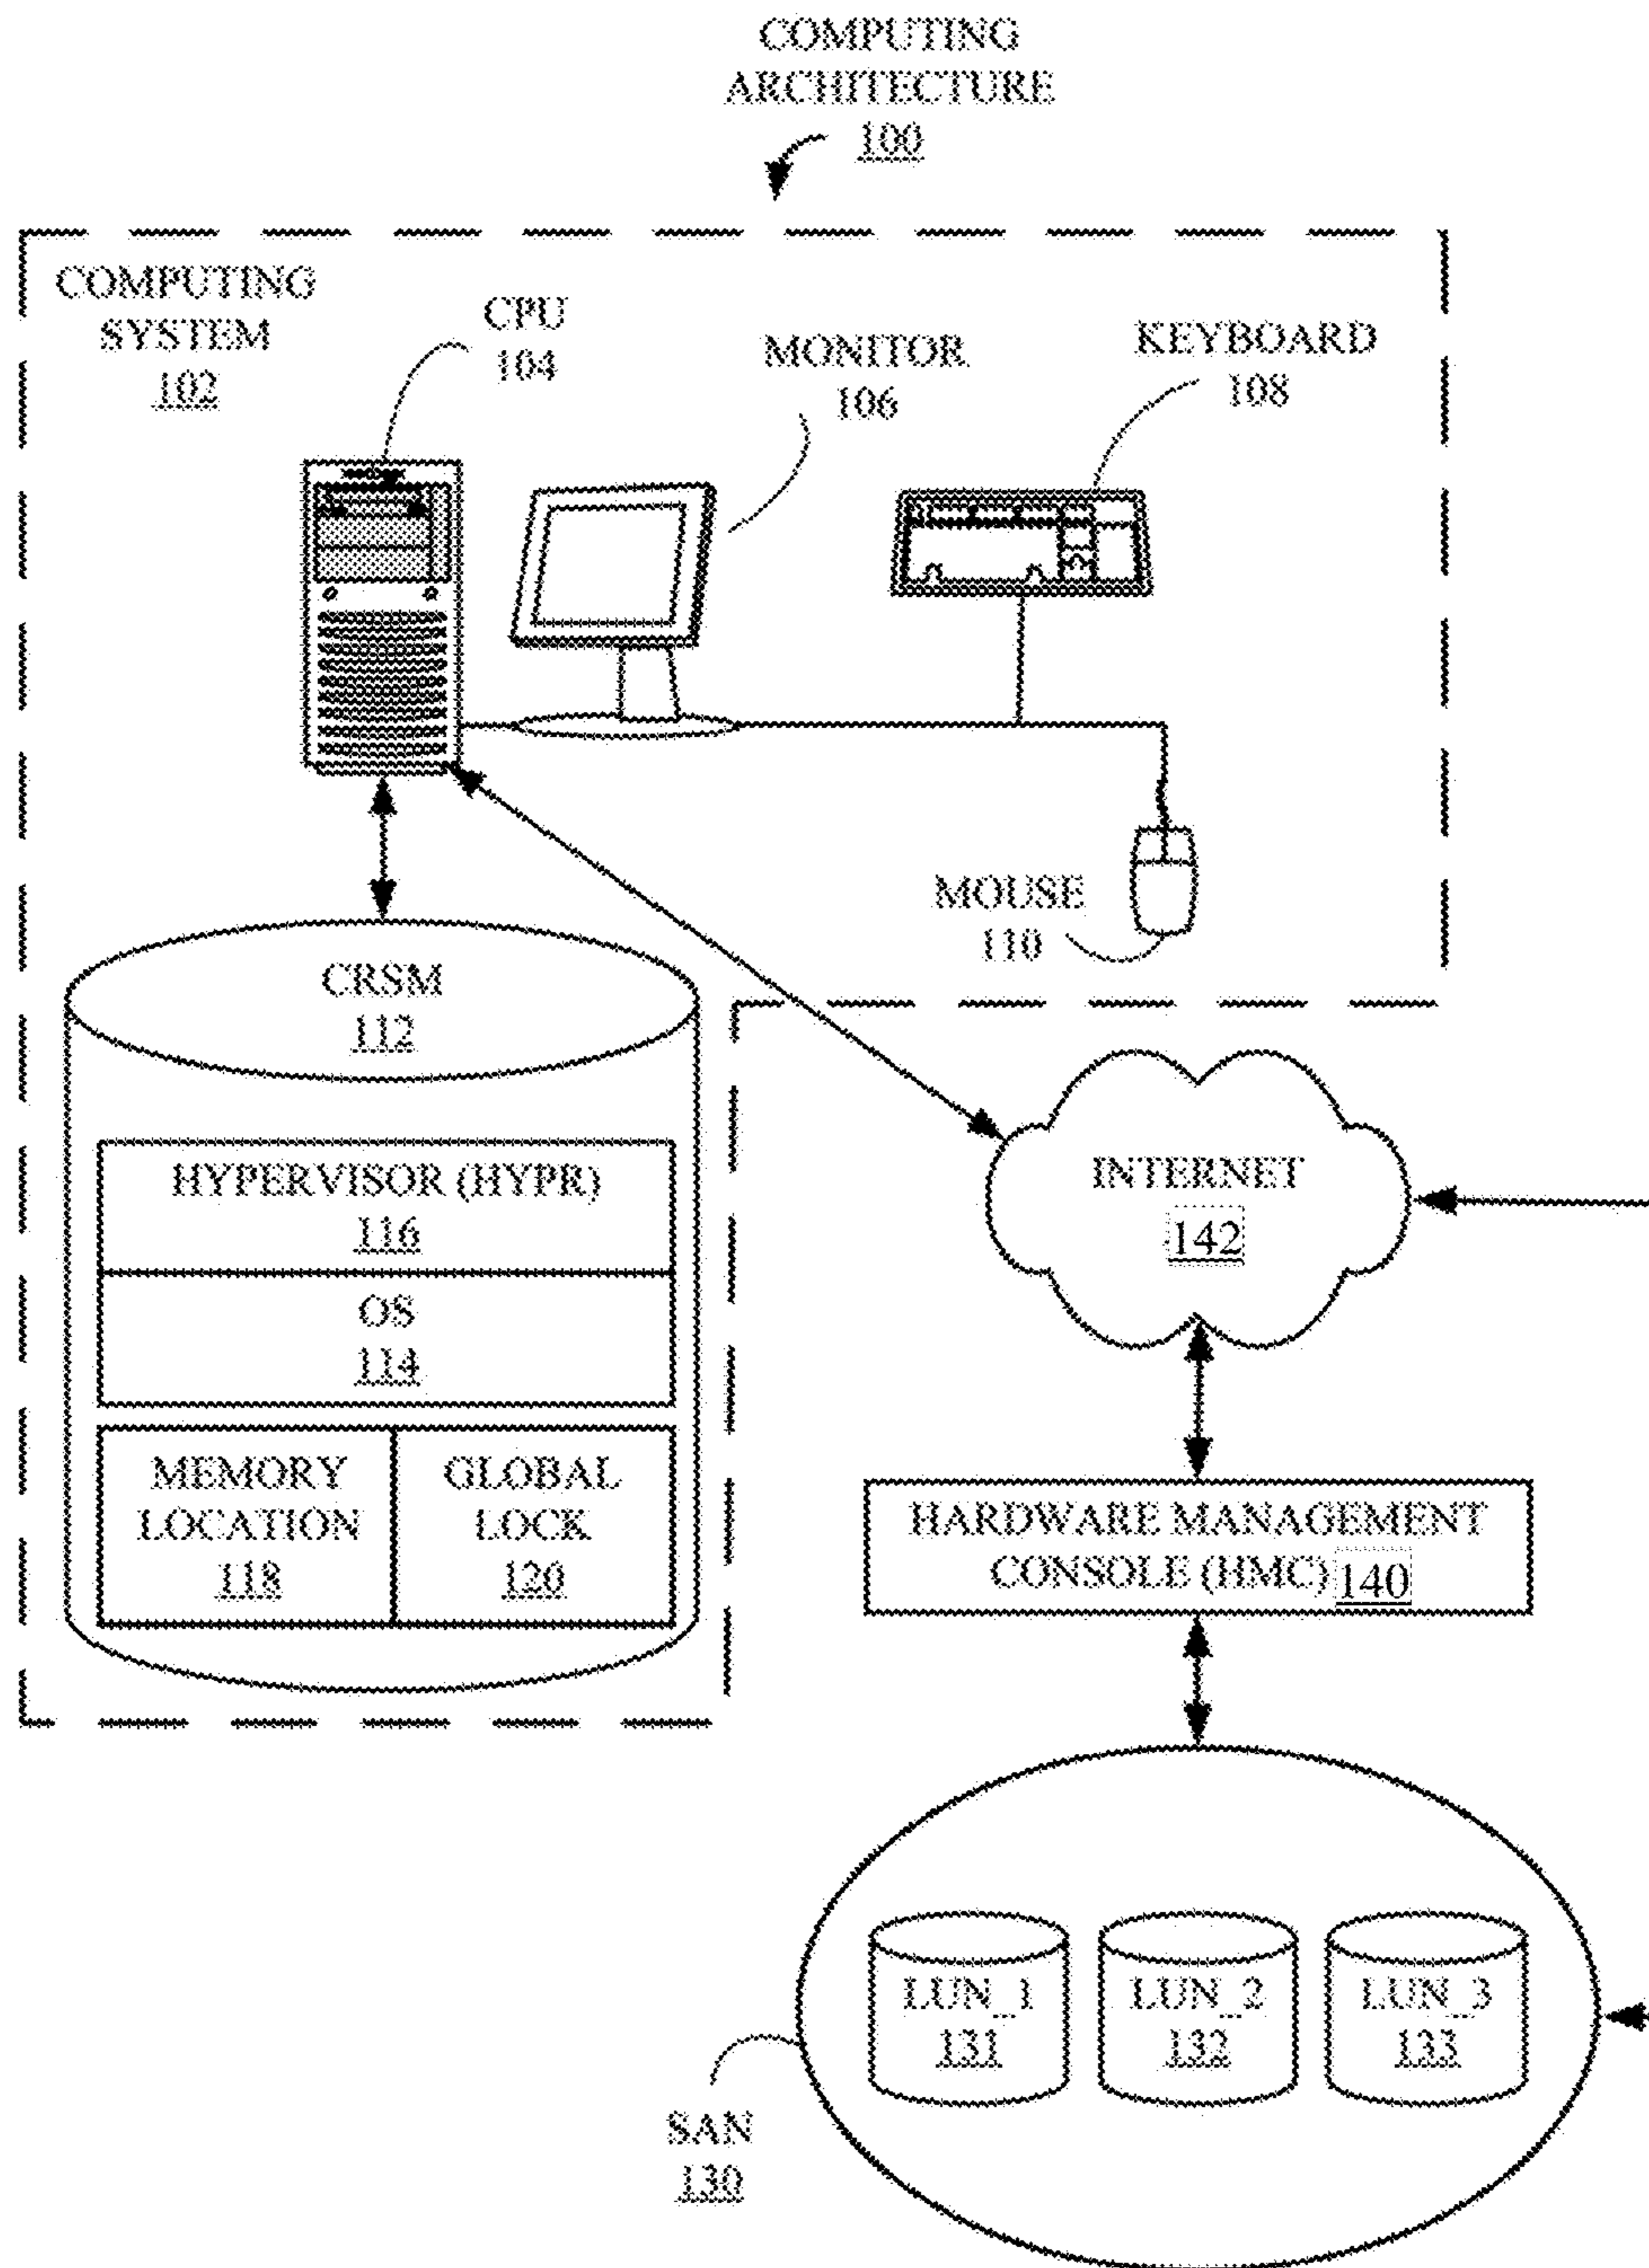 COMPUTING
ARCHITECTURE
100
COMPUTING
SYSTEM
102
CPU
104
MONITOR
106
KEYBOARD
108
MOUSE
110
CRSM
112
HYPERVISOR (HYPR)
116
OS
114
MEMORY
LOCATION
118
GLOBAL
LOCK
120
INTERNET
142
HARDWARE MANAGEMENT
CONSOLE (HMC) 140
LUN_1
131
LUN_2
132
LUN_3
133
SAN
130